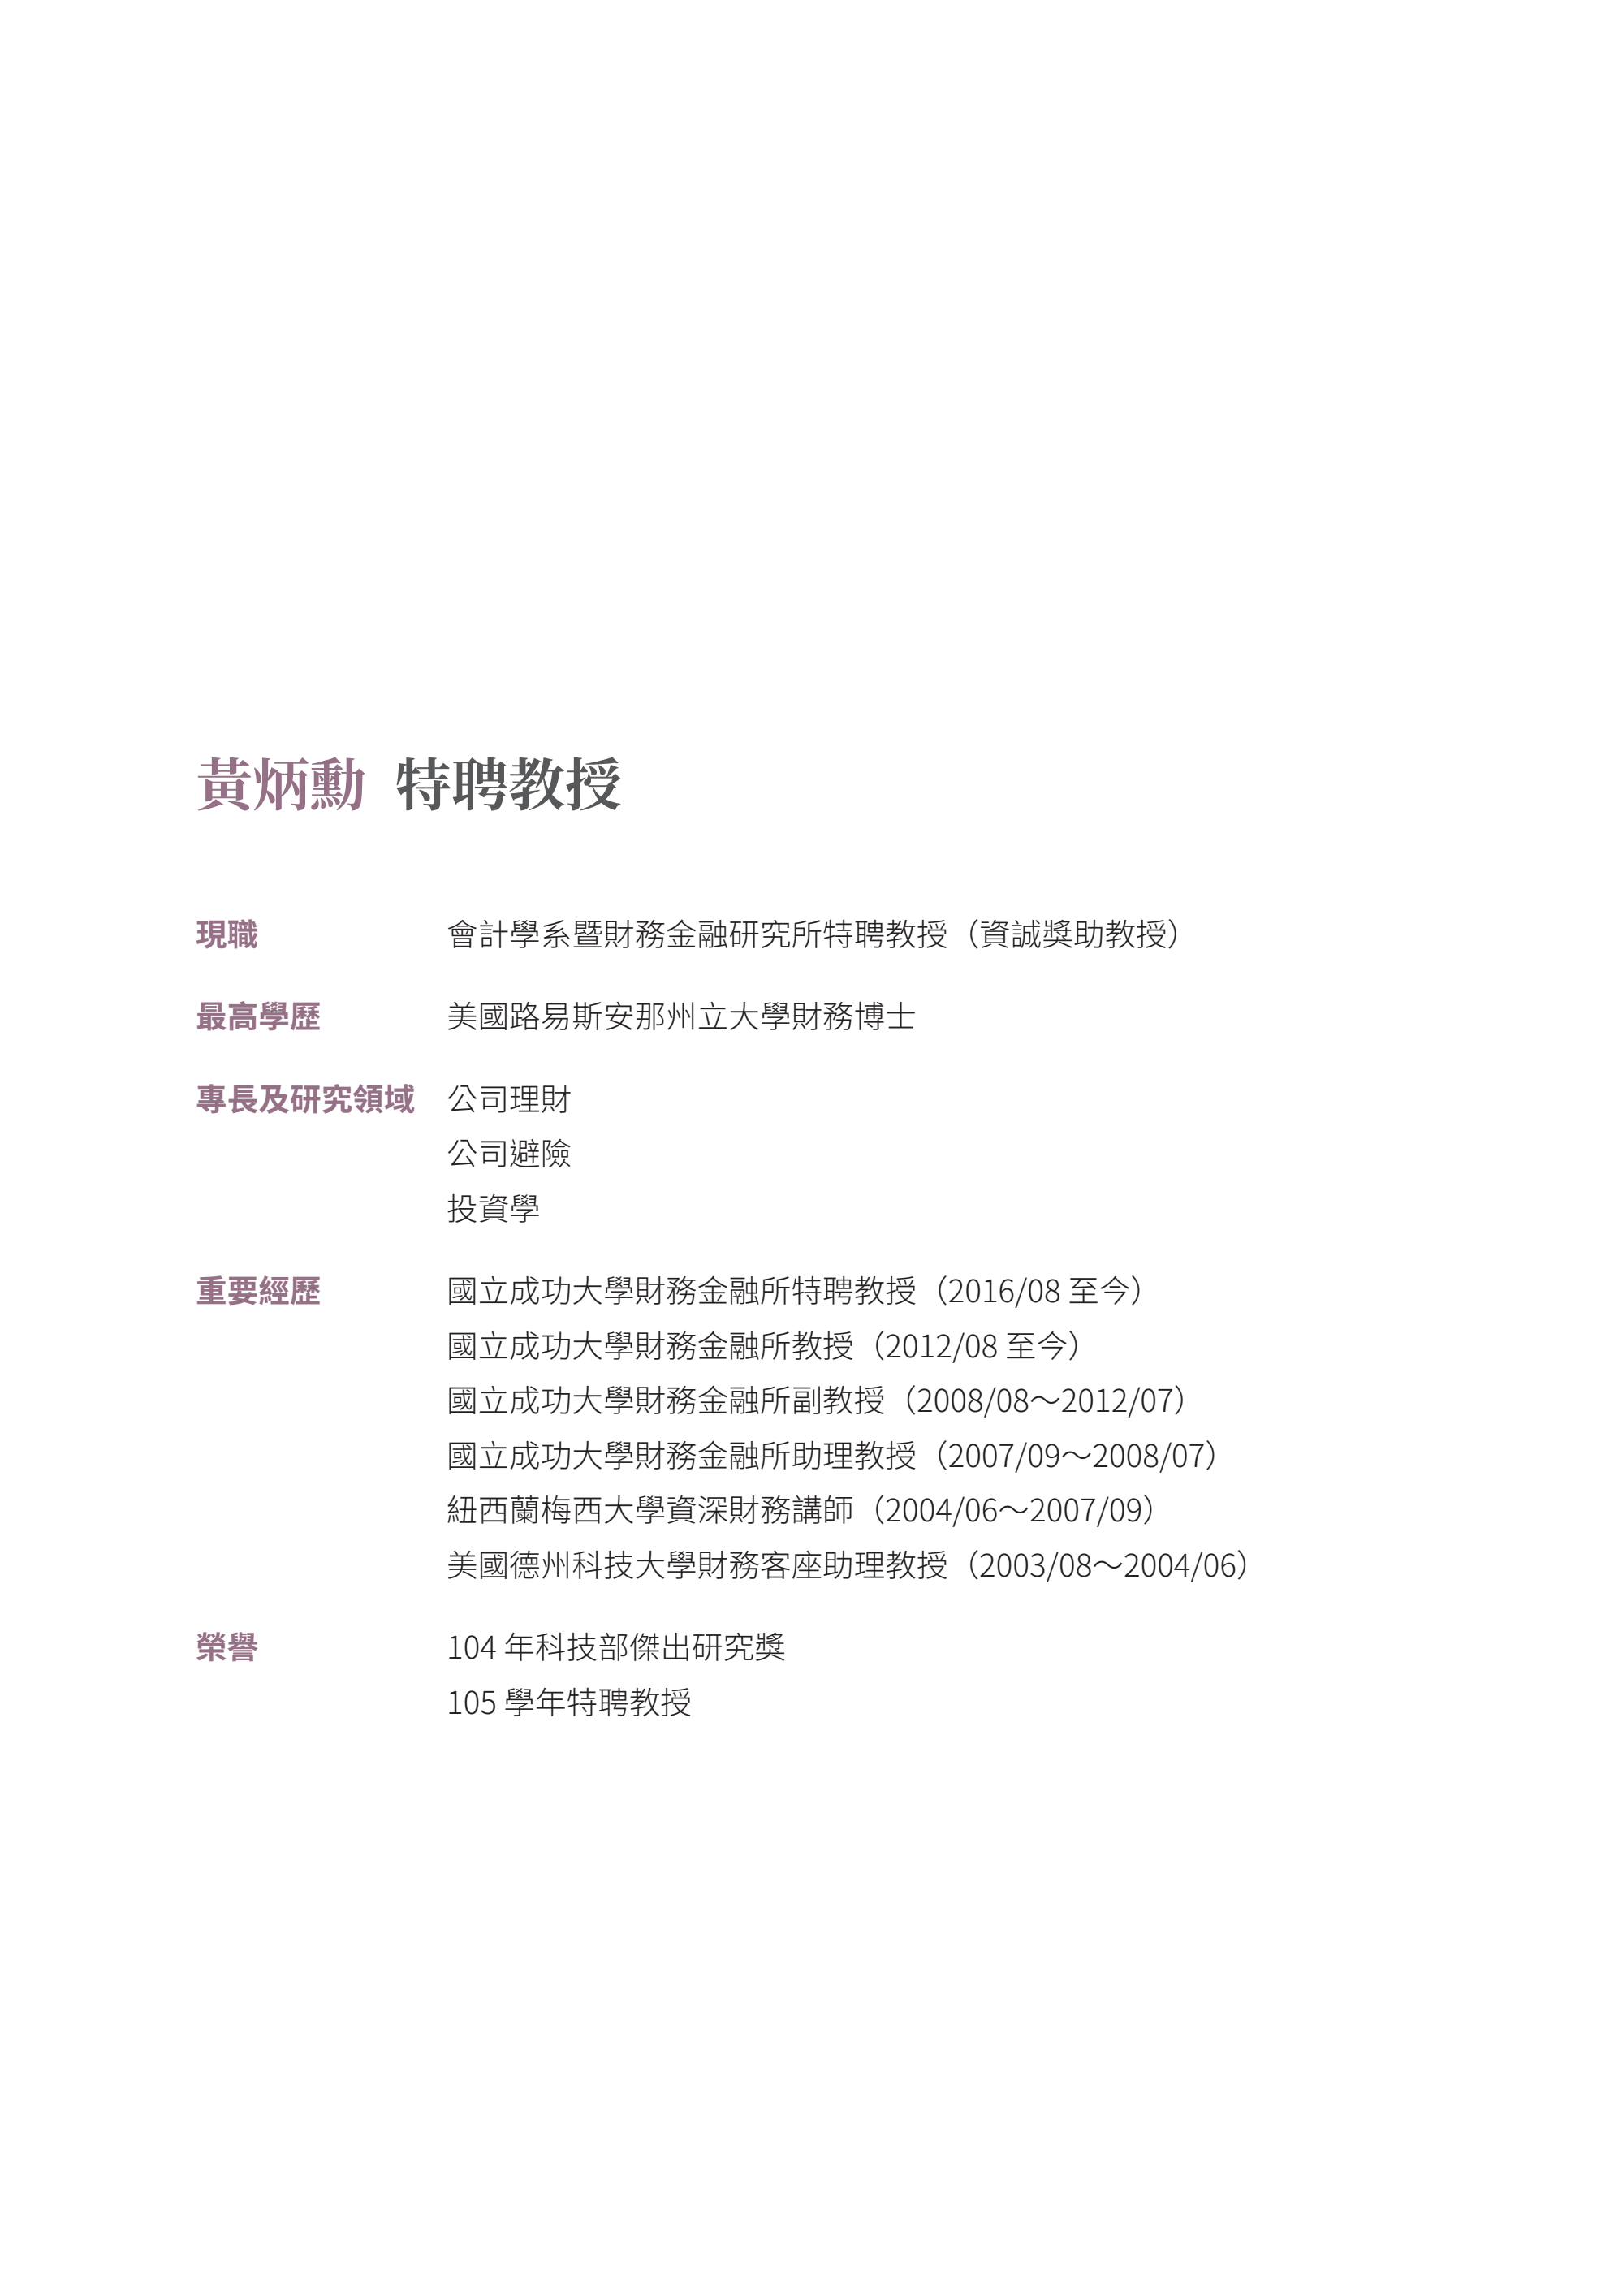 黃炳勳 特聘教授
現職 會計學系暨財務金融研究所特聘教授（資誠獎助教授）
最高學歷 美國路易斯安那州立大學財務博士
專長及研究領域 公司理財
公司避險
投資學
重要經歷 國立成功大學財務金融所特聘教授（2016/08 至今）
國立成功大學財務金融所教授（2012/08 至今）
國立成功大學財務金融所副教授（2008/08～2012/07）
國立成功大學財務金融所助理教授（2007/09～2008/07）
紐西蘭梅西大學資深財務講師（2004/06～2007/09）
美國德州科技大學財務客座助理教授（2003/08～2004/06）
榮譽 104 年科技部傑出研究獎
105 學年特聘教授